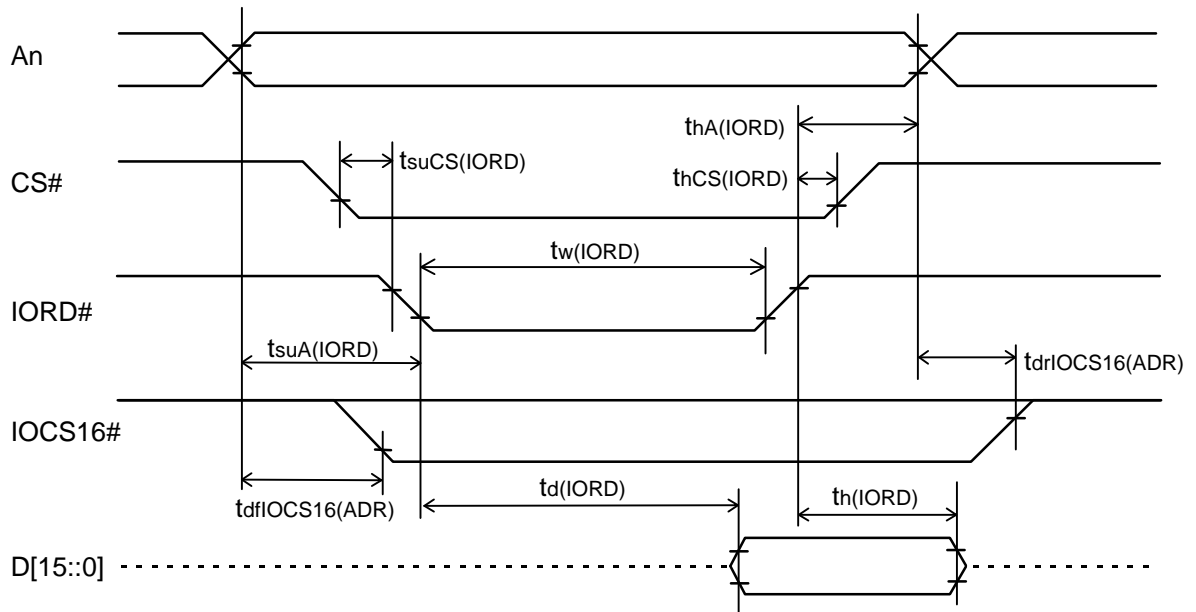 An
thA(IORD)
tsuCS(IORD)
thCS(IORD)
CS#
tw(IORD)
IORD#
tsuA(IORD)
tdrIOCS16(ADR)
IOCS16#
td(IORD)
th(IORD)
tdfIOCS16(ADR)
D[15::0]